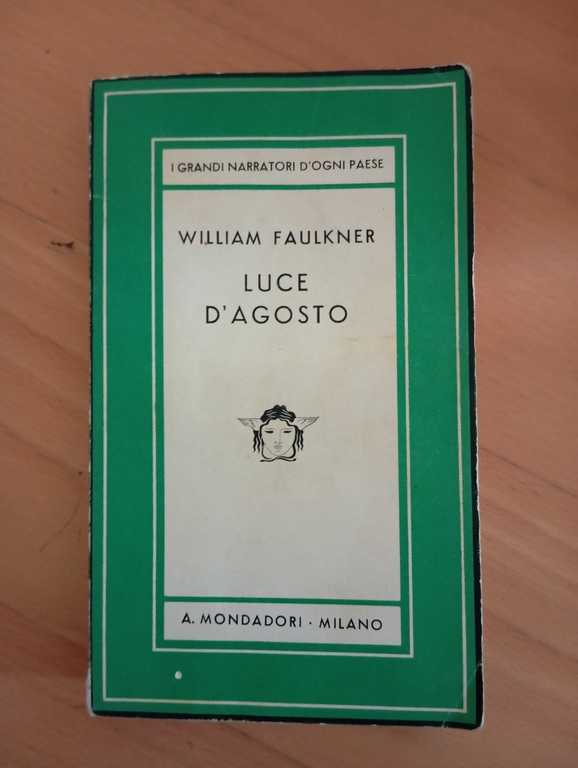 I GRANDI NARRATORI D'OGNI PAESE
WILLIAM FAULKNER
LUCE
D'AGOSTO
A. MONDADORI · MILANO